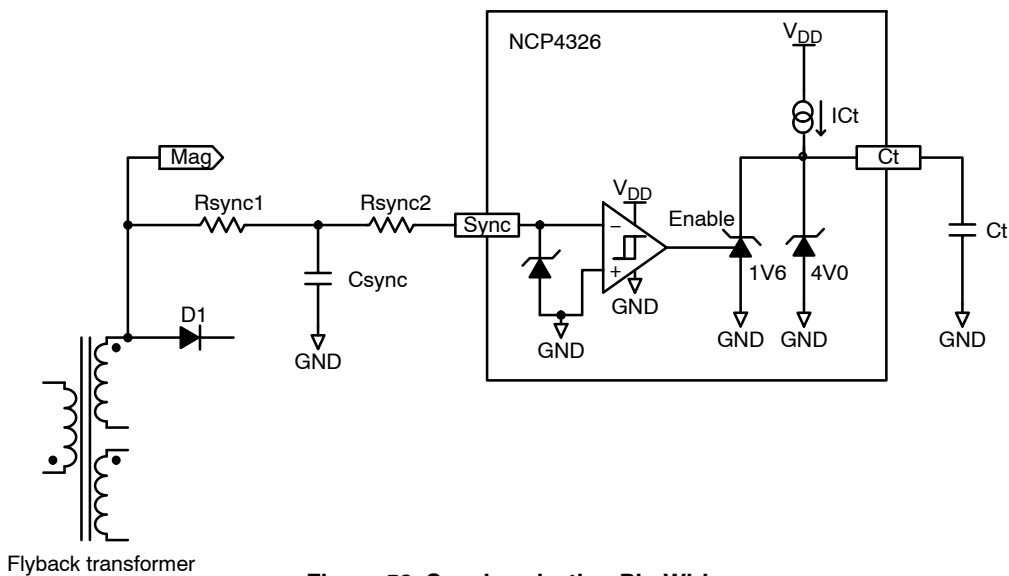 NCP4326
VDD
ICt
Mag
Ct
Rsync1
Rsync2
VDD
Sync
Enable
−
+
Ct
Csync
1V6
4V0
GND
D1
GND
GND
GND
GND
GND
Flyback transformer